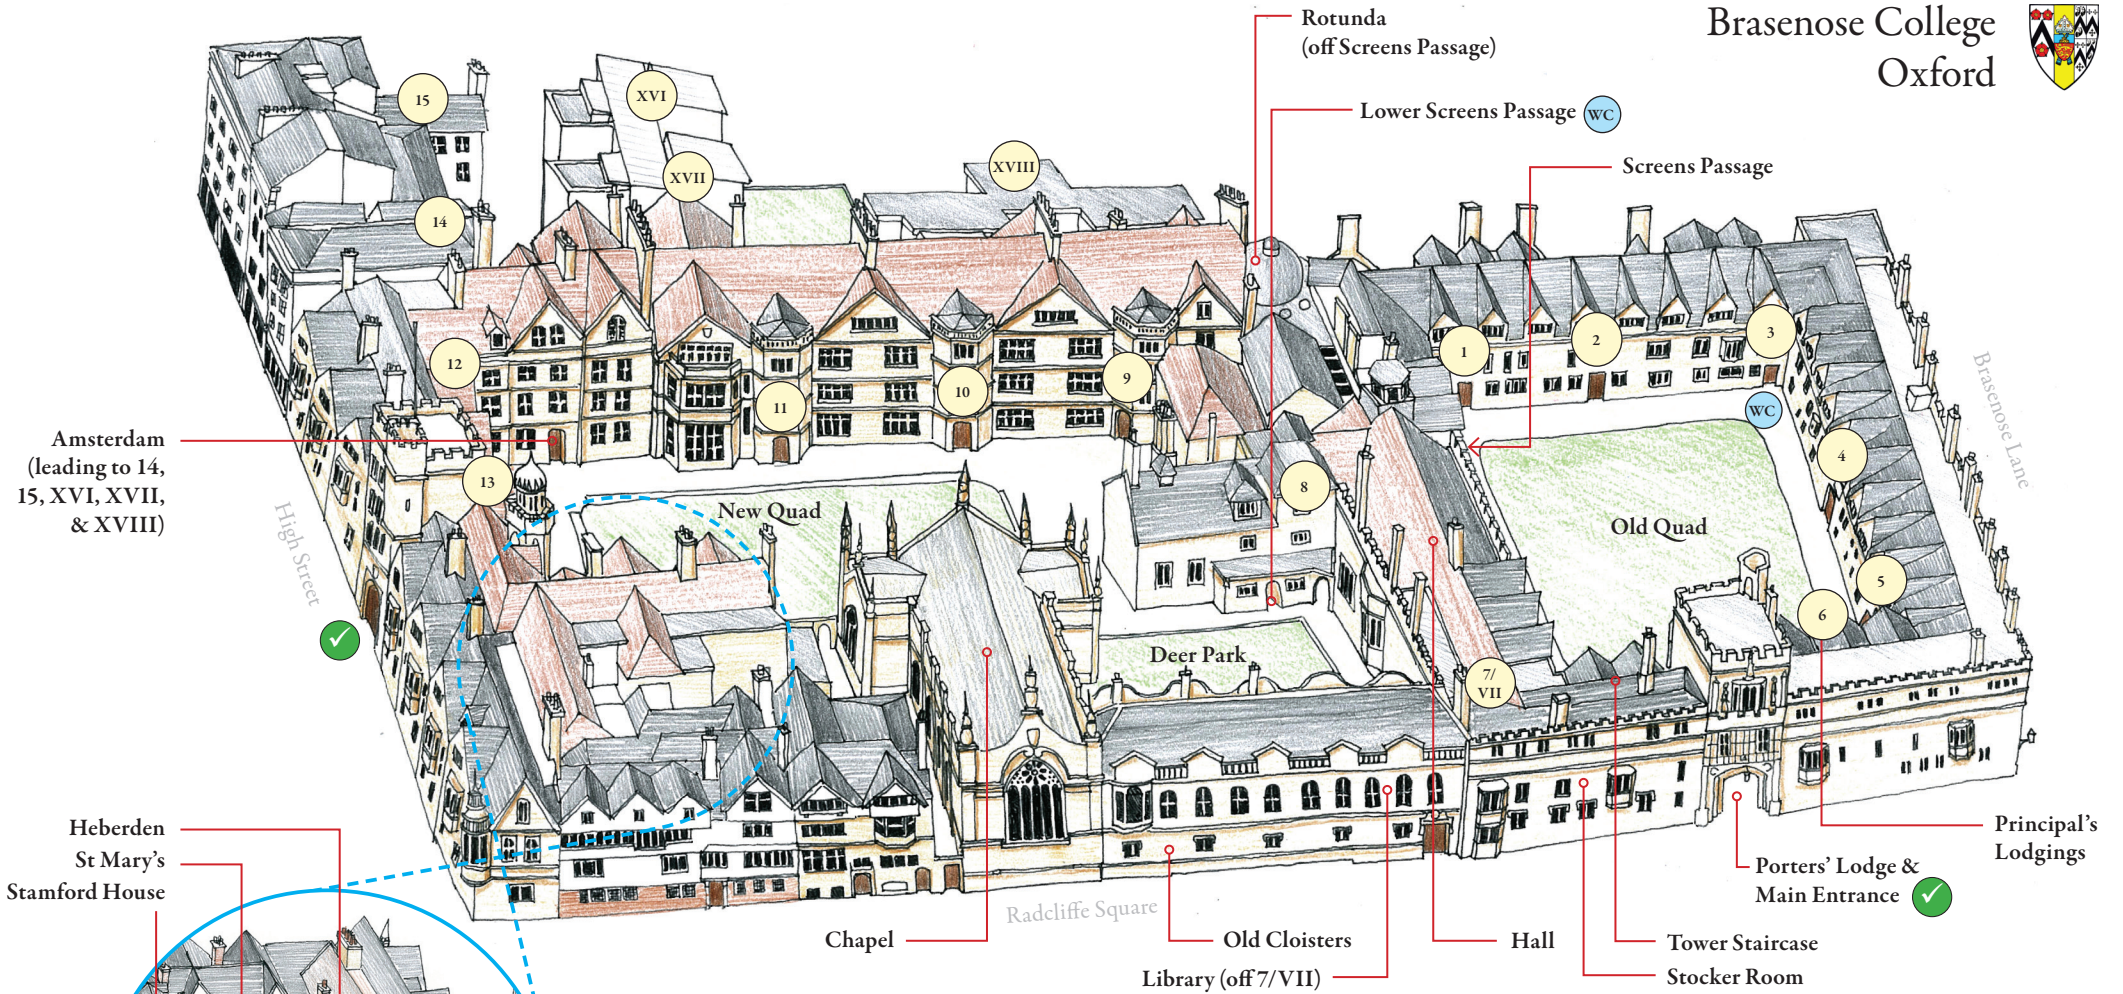 Brasenose College
Oxford
Rotunda
(off Screens Passage)
Lower Screens Passage
WC
Screens Passage
15
XVI
XVII
XVIII
14
12
11
10
9
1
2
3
WC
4
5
6
8
13
7/
VII
Amsterdam
(leading to 14,
15, XVI, XVII,
& XVIII)
High Street
Brasenose Lane
New Quad
Old Quad
Deer Park
Heberden
St Mary's
Stamford House
Radcliffe Square
Chapel
Old Cloisters
Library (off 7/VII)
Hall
Tower Staircase
Stocker Room
Porters' Lodge &
Main Entrance
Principal's
Lodgings